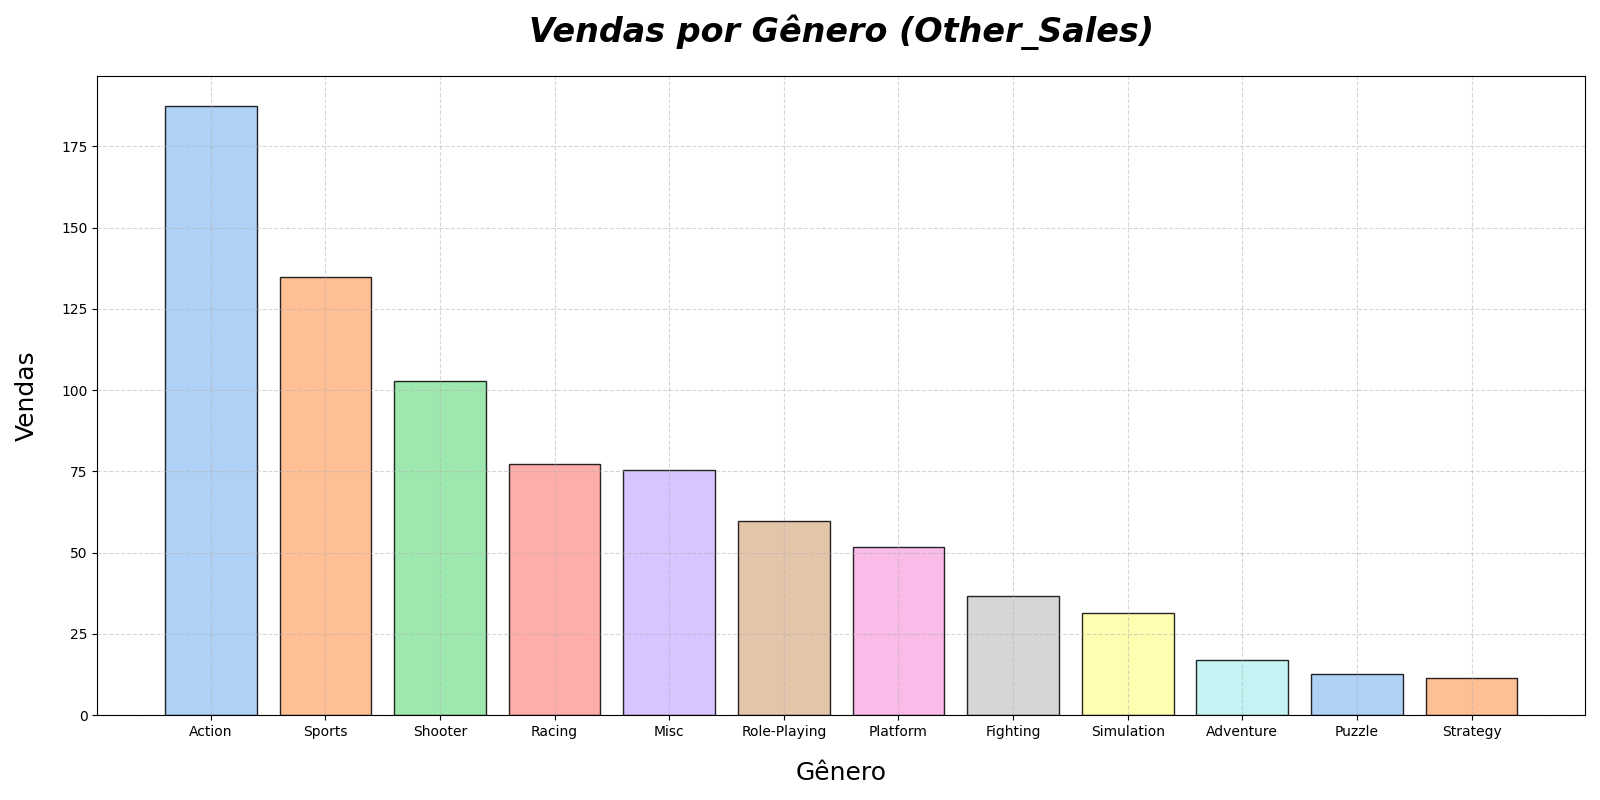 Vendas por Gênero (Other_Sales)
Vendas
175
150
125
100
75
50
25
0
Action Sports Shooter Racing Misc Role-Playing Platform Fighting Simulation Adventure Puzzle Strategy
Gênero